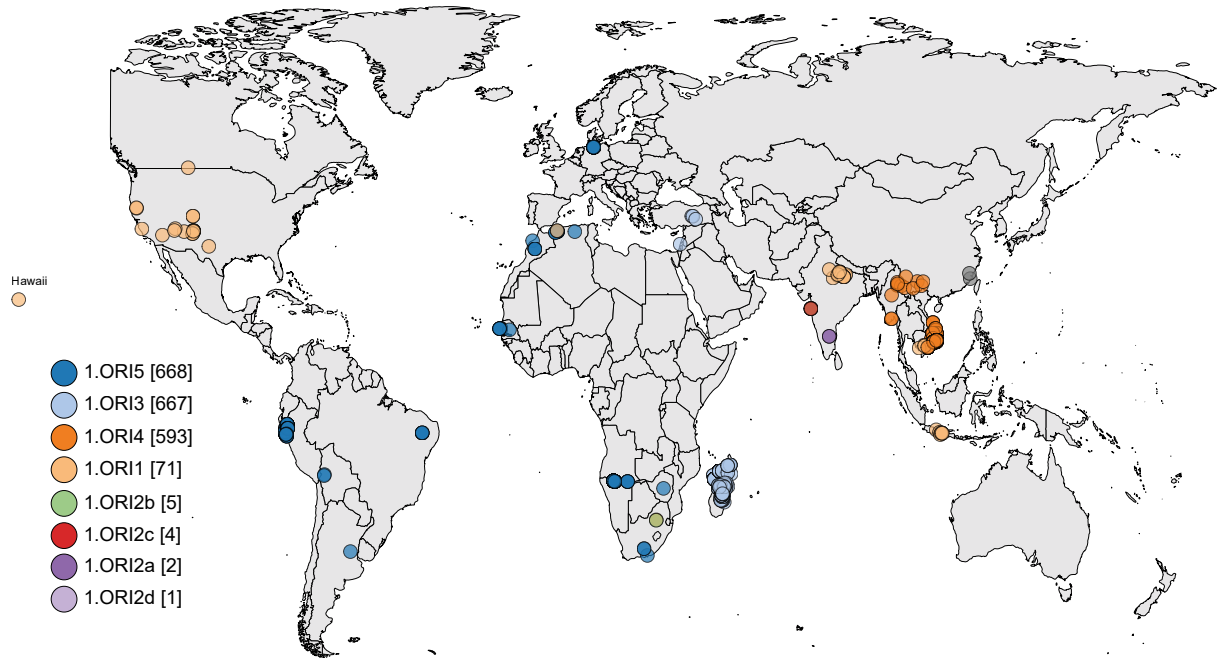 Hawaii
1.ORI5 [668]
1.ORI3 [667]
1.ORI4 [593]
1.ORI1 [71]
1.ORI2b [5]
1.ORI2c [4]
1.ORI2a [2]
1.ORI2d [1]